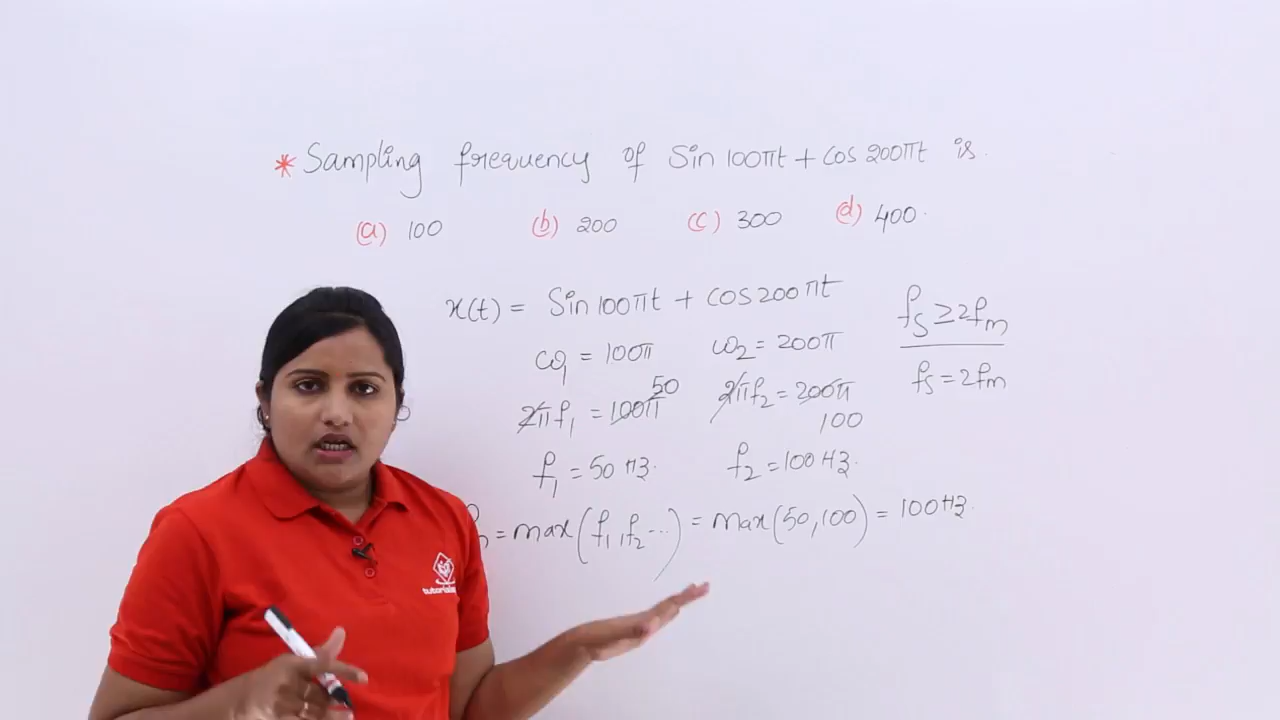 * Sampling frequency of Sin 100πt + cos 200πt is.
(a) 100 (b) 200 (c) 300 (d) 400.
x(t) = Sin 100πt + cos 200πt
fs ≥ 2fm
ω1 = 100π ω2 = 200π
fs = 2fm
50
2πf1 = 100π 2πf2 = 200π
100
f1 = 50 Hz. f2 = 100 Hz.
= max(f1, f2 ...) = max(50, 100) = 100 Hz.